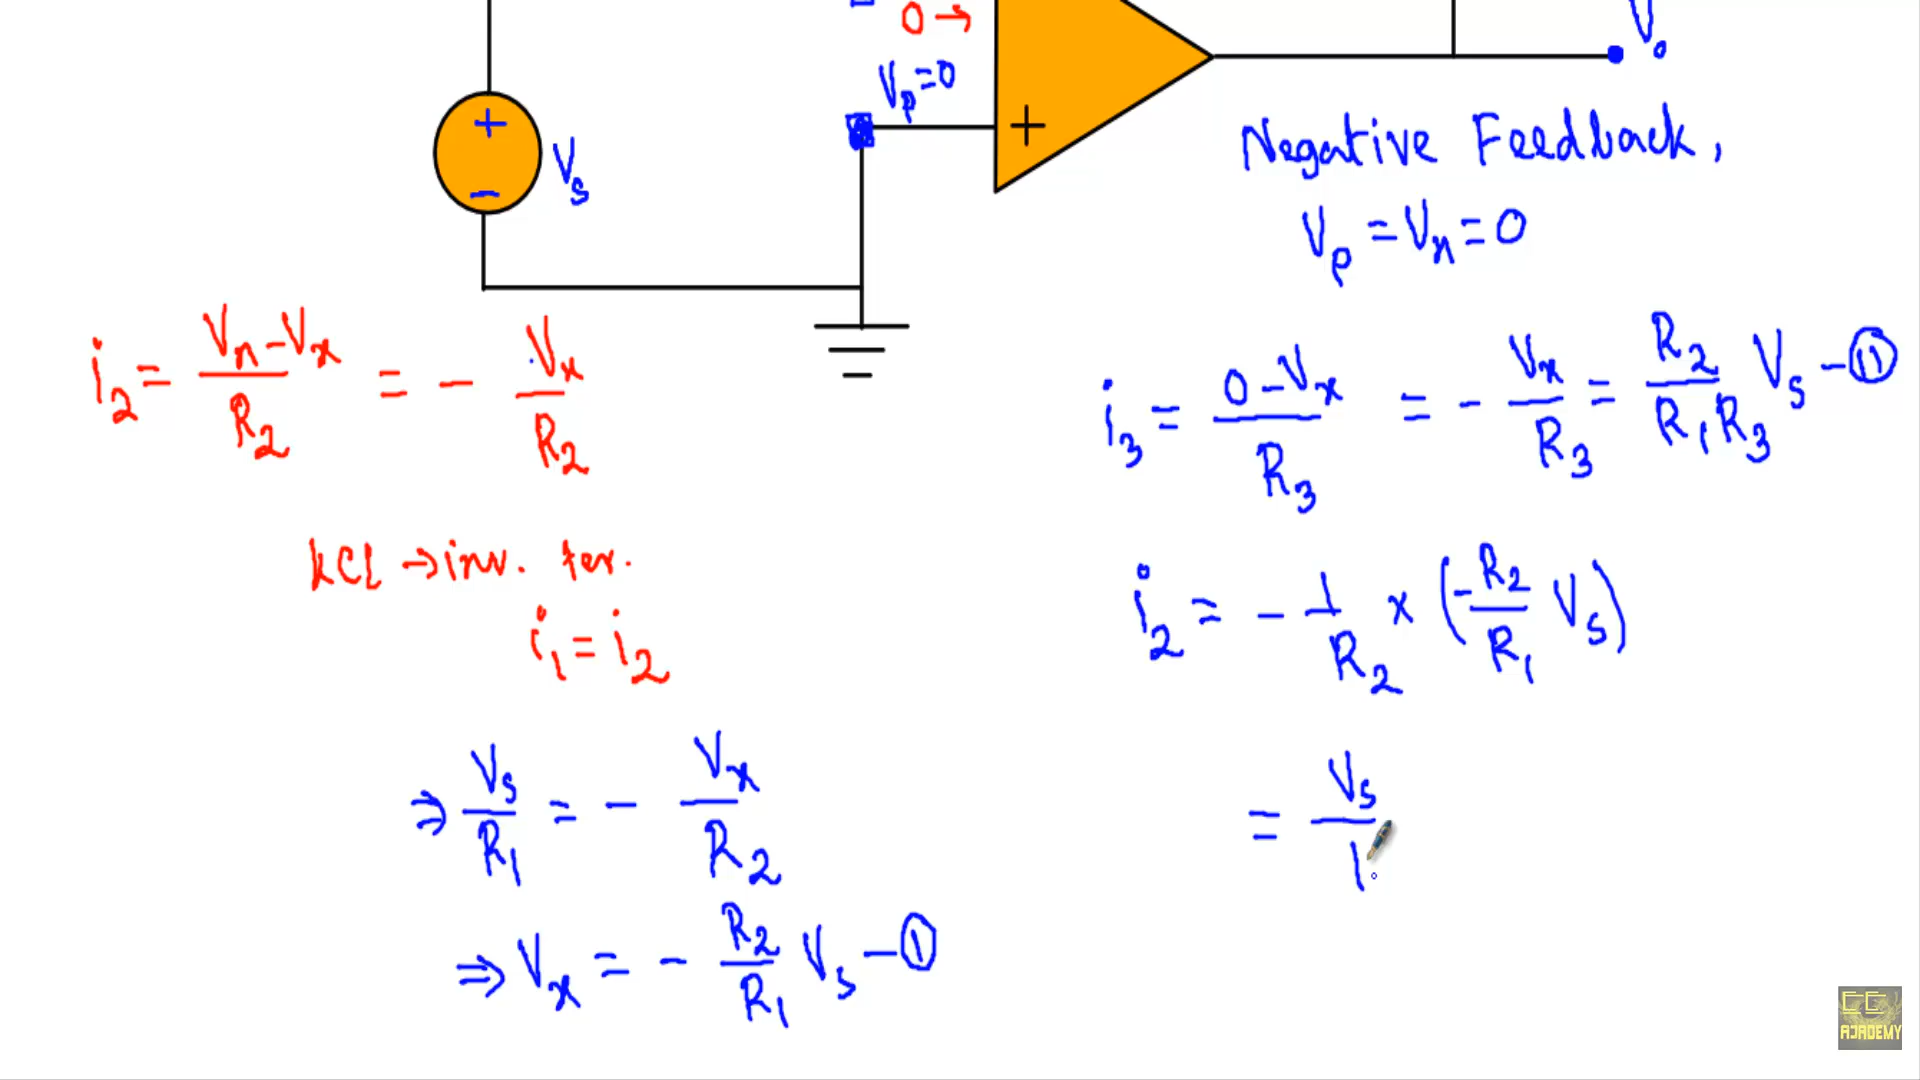 0 →
V₀
Vp=0
+
+
−
Vs
Negative Feedback,
Vp = Vn = 0
i₂ = (Vn − Vx)/R₂ = − Vx/R₂
i₃ = (0 − Vx)/R₃ = − Vx/R₃ = R₂/(R₁R₃) Vs − ⑪
KCL → inv. ter.
i₁ = i₂
i₂ = − 1/R₂ × (−R₂/R₁ Vs)
⇒ Vs/R₁ = − Vx/R₂
= Vs/
⇒ Vx = − R₂/R₁ Vs − ①
EE
ACADEMY